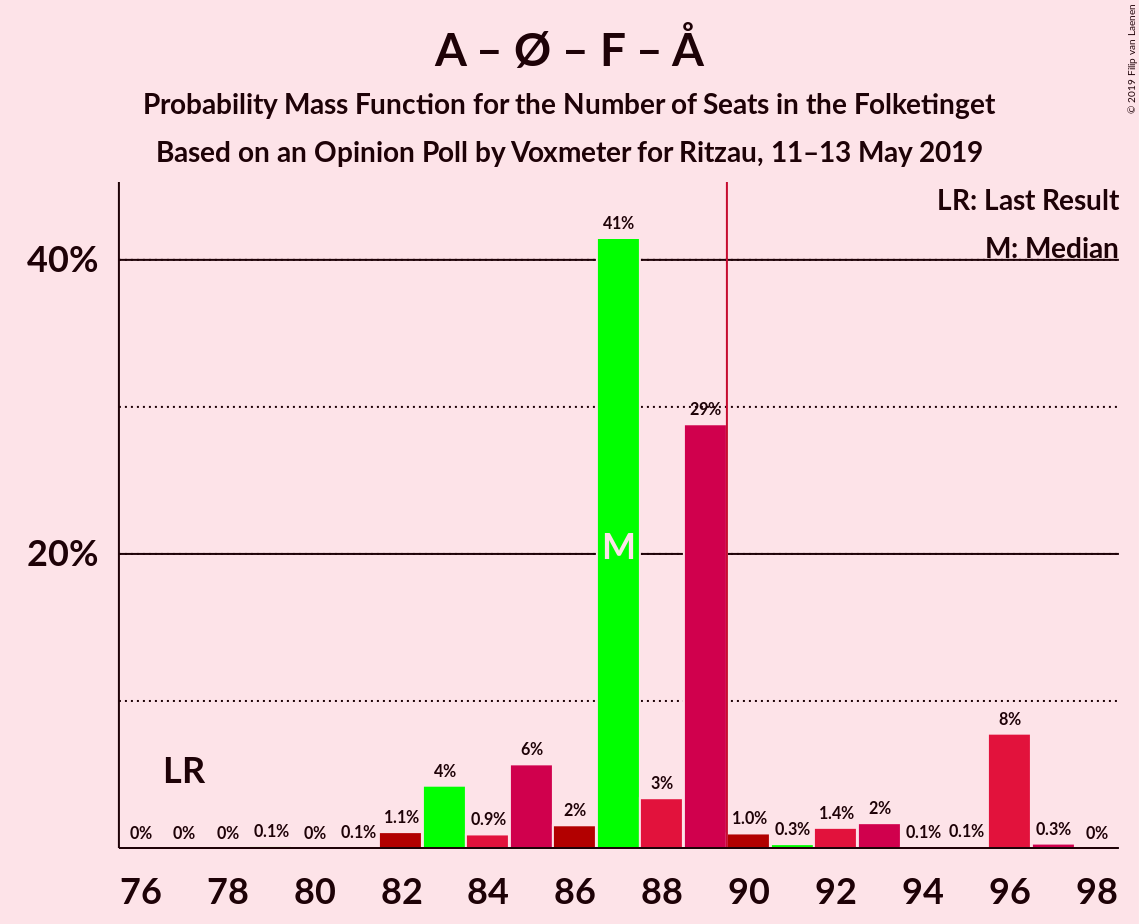 A – Ø – F – Å
Probability Mass Function for the Number of Seats in the Folketinget
Based on an Opinion Poll by Voxmeter for Ritzau, 11–13 May 2019
© 2019 Filip van Laenen
LR: Last Result
M: Median
40%
20%
41%
29%
M
LR
0%
0%
0%
0.1%
0%
0.1%
1.1%
4%
0.9%
6%
2%
3%
1.0%
0.3%
1.4%
2%
0.1%
0.1%
8%
0.3%
0%
76 78 80 82 84 86 88 90 92 94 96 98